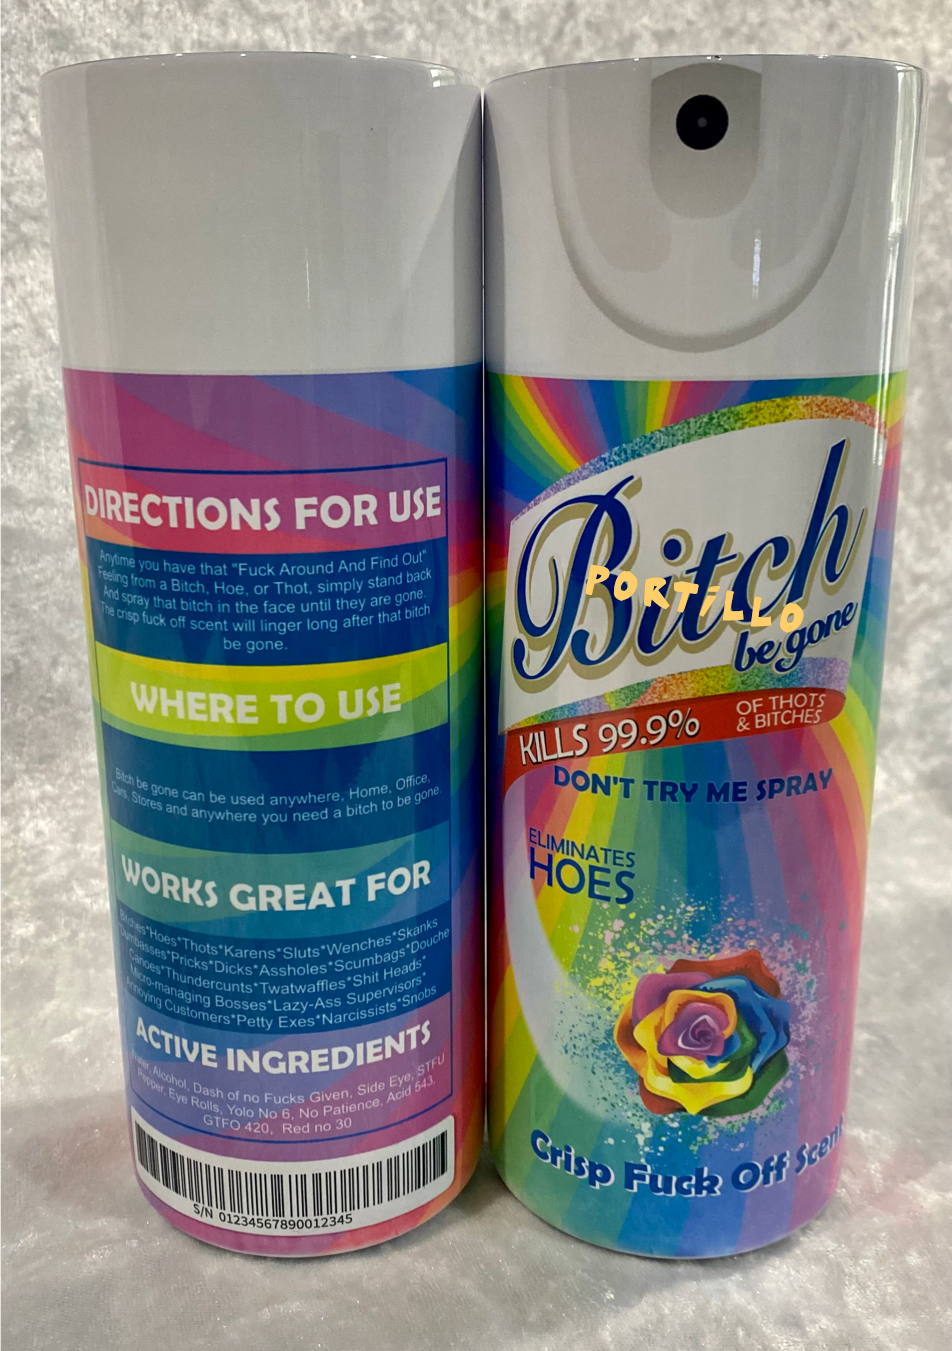 DIRECTIONS FOR USE
Anytime you have that "Fuck Around And Find Out"
Feeling from a Bitch, Hoe, or Thot, simply stand back
And spray that bitch in the face until they are gone.
The crisp fuck off scent will linger long after that bitch
be gone.
WHERE TO USE
Bitch be gone can be used anywhere, Home, Office,
Cars, Stores and anywhere you need a bitch to be gone.
WORKS GREAT FOR
Bitches*Hoes*Thots*Karens*Sluts*Wenches*Skanks
Dumbasses*Pricks*Dicks*Assholes*Scumbags*Douche
Canoes*Thundercunts*Twatwaffles*Shit Heads*
Micro-managing Bosses*Lazy-Ass Supervisors*
Annoying Customers*Petty Exes*Narcissists*Snobs
ACTIVE INGREDIENTS
Alcohol, Dash of no Fucks Given, Side Eye, STFU
Pepper, Eye Rolls, Yolo No 6, No Patience, Acid 543,
GTFO 420, Red no 30
S/N 01234567890012345
Bitch
PORTiLLO
be gone
KILLS 99.9% OF THOTS
& BITCHES
DON'T TRY ME SPRAY
ELIMINATES
HOES
Crisp Fuck Off Scent